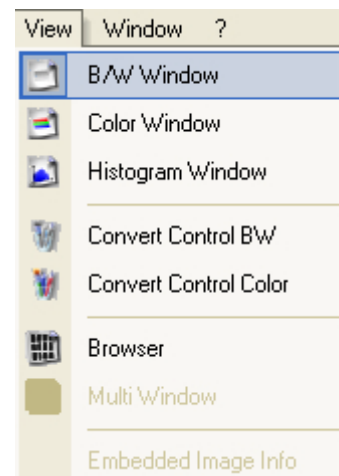 View Window ?
B/W Window
Color Window
Histogram Window
Convert Control BW
Convert Control Color
Browser
Multi Window
Embedded Image Info